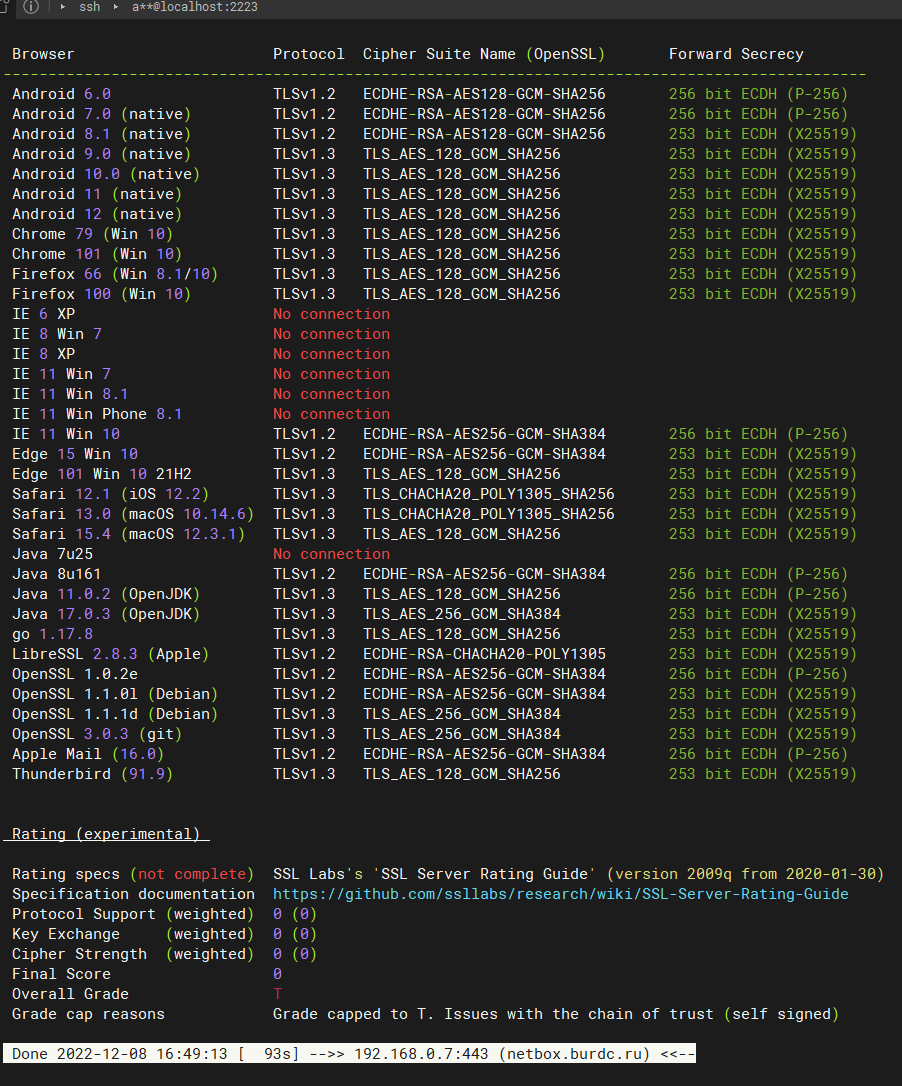 ssh a**@localhost:2223
Browser Protocol Cipher Suite Name (OpenSSL) Forward Secrecy
------------------------------------------------------------------------------------------------
Android 6.0 TLSv1.2 ECDHE-RSA-AES128-GCM-SHA256 256 bit ECDH (P-256)
Android 7.0 (native) TLSv1.2 ECDHE-RSA-AES128-GCM-SHA256 256 bit ECDH (P-256)
Android 8.1 (native) TLSv1.2 ECDHE-RSA-AES128-GCM-SHA256 253 bit ECDH (X25519)
Android 9.0 (native) TLSv1.3 TLS_AES_128_GCM_SHA256 253 bit ECDH (X25519)
Android 10.0 (native) TLSv1.3 TLS_AES_128_GCM_SHA256 253 bit ECDH (X25519)
Android 11 (native) TLSv1.3 TLS_AES_128_GCM_SHA256 253 bit ECDH (X25519)
Android 12 (native) TLSv1.3 TLS_AES_128_GCM_SHA256 253 bit ECDH (X25519)
Chrome 79 (Win 10) TLSv1.3 TLS_AES_128_GCM_SHA256 253 bit ECDH (X25519)
Chrome 101 (Win 10) TLSv1.3 TLS_AES_128_GCM_SHA256 253 bit ECDH (X25519)
Firefox 66 (Win 8.1/10) TLSv1.3 TLS_AES_128_GCM_SHA256 253 bit ECDH (X25519)
Firefox 100 (Win 10) TLSv1.3 TLS_AES_128_GCM_SHA256 253 bit ECDH (X25519)
IE 6 XP No connection
IE 8 Win 7 No connection
IE 8 XP No connection
IE 11 Win 7 No connection
IE 11 Win 8.1 No connection
IE 11 Win Phone 8.1 No connection
IE 11 Win 10 TLSv1.2 ECDHE-RSA-AES256-GCM-SHA384 256 bit ECDH (P-256)
Edge 15 Win 10 TLSv1.2 ECDHE-RSA-AES256-GCM-SHA384 253 bit ECDH (X25519)
Edge 101 Win 10 21H2 TLSv1.3 TLS_AES_128_GCM_SHA256 253 bit ECDH (X25519)
Safari 12.1 (iOS 12.2) TLSv1.3 TLS_CHACHA20_POLY1305_SHA256 253 bit ECDH (X25519)
Safari 13.0 (macOS 10.14.6) TLSv1.3 TLS_CHACHA20_POLY1305_SHA256 253 bit ECDH (X25519)
Safari 15.4 (macOS 12.3.1) TLSv1.3 TLS_AES_128_GCM_SHA256 253 bit ECDH (X25519)
Java 7u25 No connection
Java 8u161 TLSv1.2 ECDHE-RSA-AES256-GCM-SHA384 256 bit ECDH (P-256)
Java 11.0.2 (OpenJDK) TLSv1.3 TLS_AES_128_GCM_SHA256 256 bit ECDH (P-256)
Java 17.0.3 (OpenJDK) TLSv1.3 TLS_AES_256_GCM_SHA384 253 bit ECDH (X25519)
go 1.17.8 TLSv1.3 TLS_AES_128_GCM_SHA256 253 bit ECDH (X25519)
LibreSSL 2.8.3 (Apple) TLSv1.2 ECDHE-RSA-CHACHA20-POLY1305 253 bit ECDH (X25519)
OpenSSL 1.0.2e TLSv1.2 ECDHE-RSA-AES256-GCM-SHA384 256 bit ECDH (P-256)
OpenSSL 1.1.0l (Debian) TLSv1.2 ECDHE-RSA-AES256-GCM-SHA384 253 bit ECDH (X25519)
OpenSSL 1.1.1d (Debian) TLSv1.3 TLS_AES_256_GCM_SHA384 253 bit ECDH (X25519)
OpenSSL 3.0.3 (git) TLSv1.3 TLS_AES_256_GCM_SHA384 253 bit ECDH (X25519)
Apple Mail (16.0) TLSv1.2 ECDHE-RSA-AES256-GCM-SHA384 256 bit ECDH (P-256)
Thunderbird (91.9) TLSv1.3 TLS_AES_128_GCM_SHA256 253 bit ECDH (X25519)
Rating (experimental)
Rating specs (not complete) SSL Labs's 'SSL Server Rating Guide' (version 2009q from 2020-01-30)
Specification documentation https://github.com/ssllabs/research/wiki/SSL-Server-Rating-Guide
Protocol Support (weighted) 0 (0)
Key Exchange (weighted) 0 (0)
Cipher Strength (weighted) 0 (0)
Final Score 0
Overall Grade T
Grade cap reasons Grade capped to T. Issues with the chain of trust (self signed)
Done 2022-12-08 16:49:13 [ 93s] -->> 192.168.0.7:443 (netbox.burdc.ru) <<--